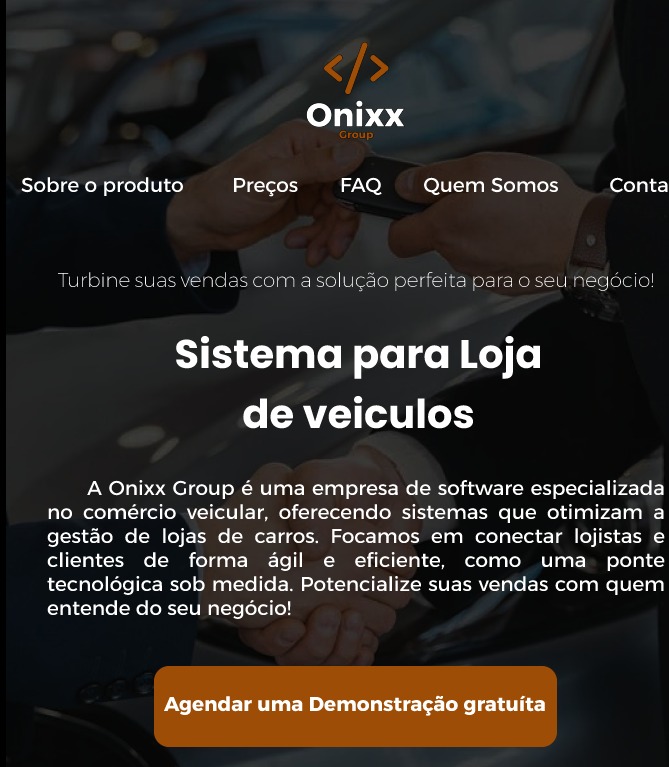 </>
Onixx
Group
Sobre o produto Preços FAQ Quem Somos Conta
Turbine suas vendas com a solução perfeita para o seu negócio!
Sistema para Loja
de veiculos
A Onixx Group é uma empresa de software especializada
no comércio veicular, oferecendo sistemas que otimizam a
gestão de lojas de carros. Focamos em conectar lojistas e
clientes de forma ágil e eficiente, como uma ponte
tecnológica sob medida. Potencialize suas vendas com quem
entende do seu negócio!
Agendar uma Demonstração gratuíta